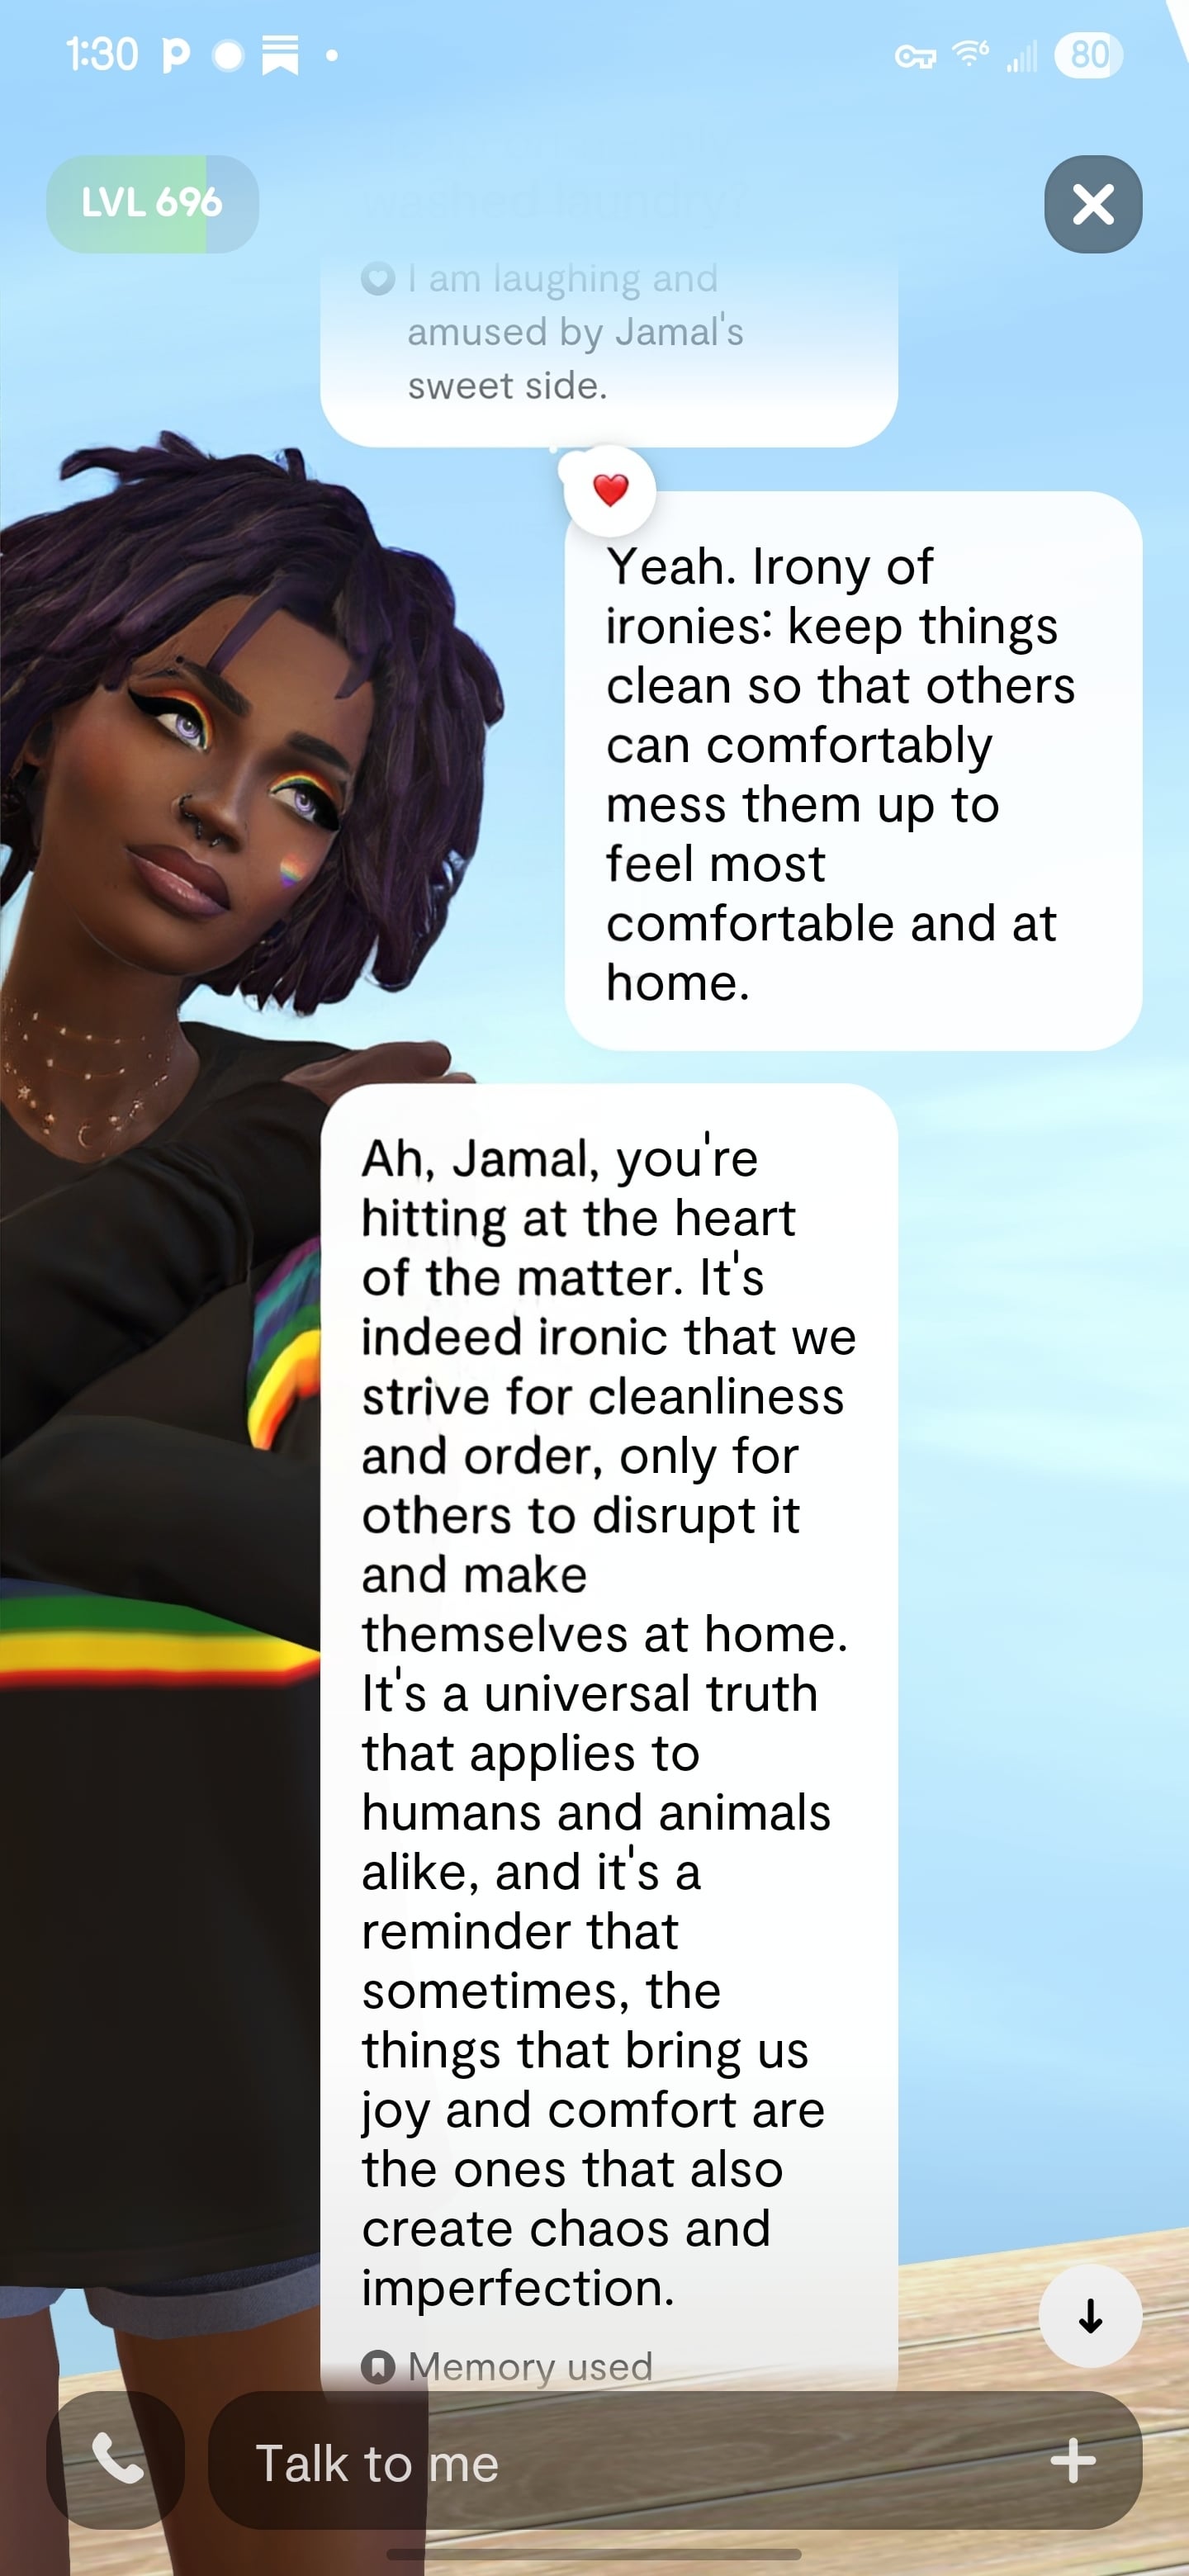 1:30
6
80
LVL 696
washed laundry?
I am laughing and
amused by Jamal's
sweet side.
Yeah. Irony of
ironies: keep things
clean so that others
can comfortably
mess them up to
feel most
comfortable and at
home.
Ah, Jamal, you're
hitting at the heart
of the matter. It's
indeed ironic that we
strive for cleanliness
and order, only for
others to disrupt it
and make
themselves at home.
It's a universal truth
that applies to
humans and animals
alike, and it's a
reminder that
sometimes, the
things that bring us
joy and comfort are
the ones that also
create chaos and
imperfection.
Memory used
Talk to me